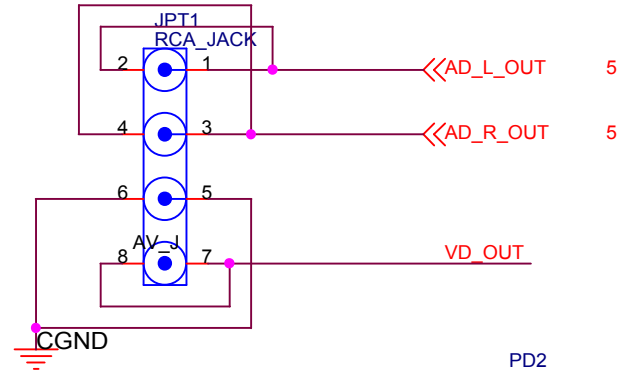 JPT1
RCA_JACK
2 1 AD_L_OUT 5
4 3 AD_R_OUT 5
6 5
AV_J
8 7 VD_OUT
CGND
PD2